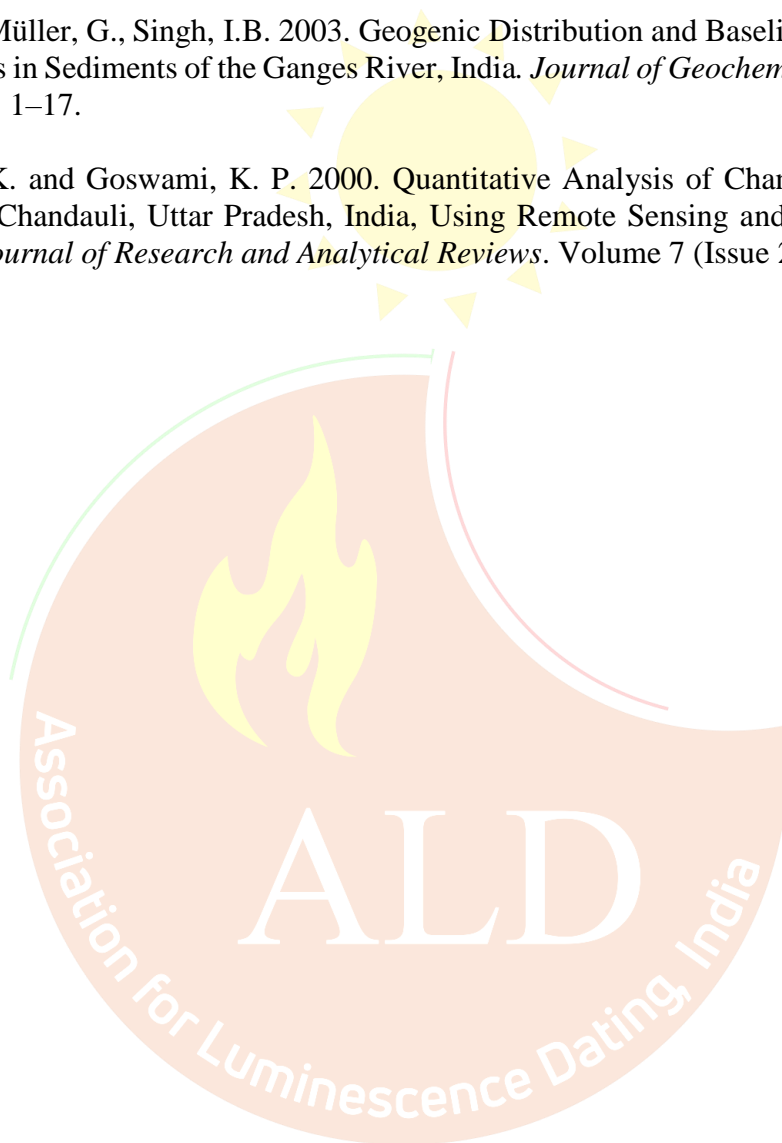 Müller, G., Singh, I.B. 2003. Geogenic Distribution and Baseli
s in Sediments of the Ganges River, India. Journal of Geochem
1–17.
K. and Goswami, K. P. 2000. Quantitative Analysis of Chan
Chandauli, Uttar Pradesh, India, Using Remote Sensing and
ournal of Research and Analytical Reviews. Volume 7 (Issue 2
ALD
Association for Luminescence Dating, India